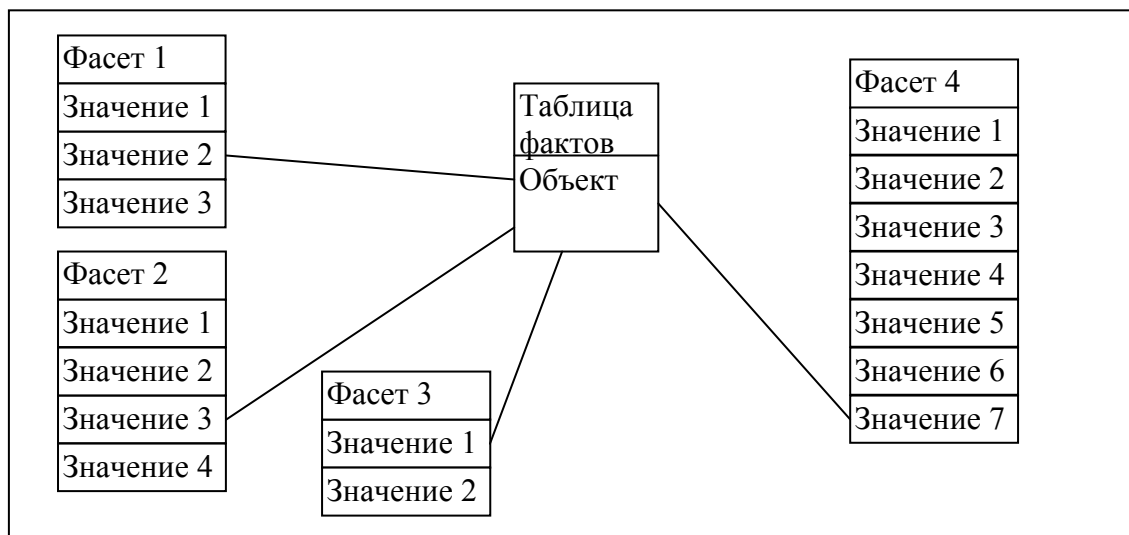 Фасет 1
Значение 1
Значение 2
Значение 3
Фасет 2
Значение 1
Значение 2
Значение 3
Значение 4
Фасет 3
Значение 1
Значение 2
Таблица
фактов
Объект
Фасет 4
Значение 1
Значение 2
Значение 3
Значение 4
Значение 5
Значение 6
Значение 7